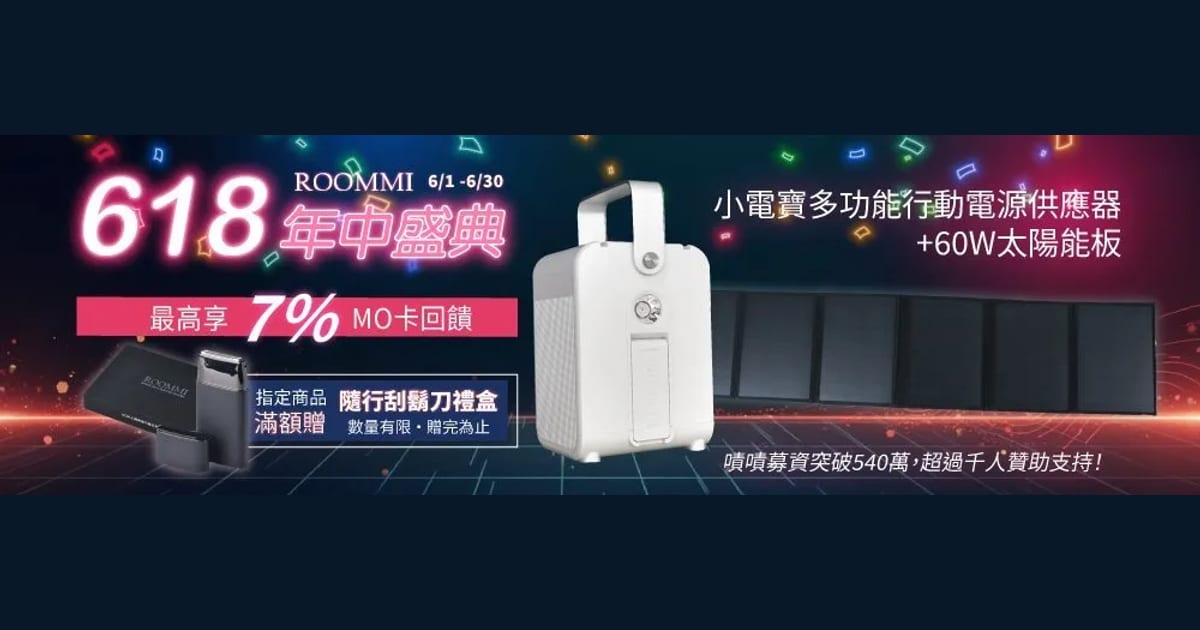 ROOMMI 6/1 -6/30
618 年中盛典
最高享 7% MO卡回饋
ROOMMI
指定商品 隨行刮鬍刀禮盒
滿額贈 數量有限・贈完為止
小電寶多功能行動電源供應器
+60W太陽能板
嘖嘖募資突破540萬,超過千人贊助支持!